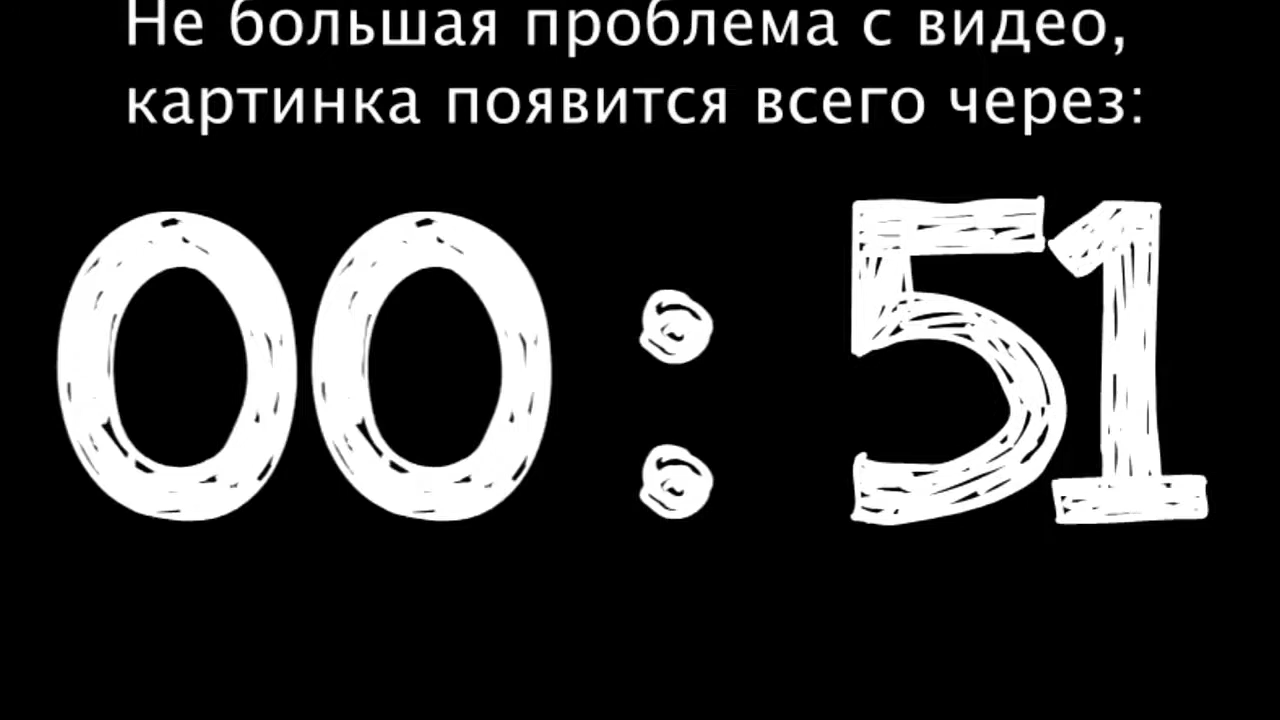 Не большая проблема с видео,
картинка появится всего через:
00:51